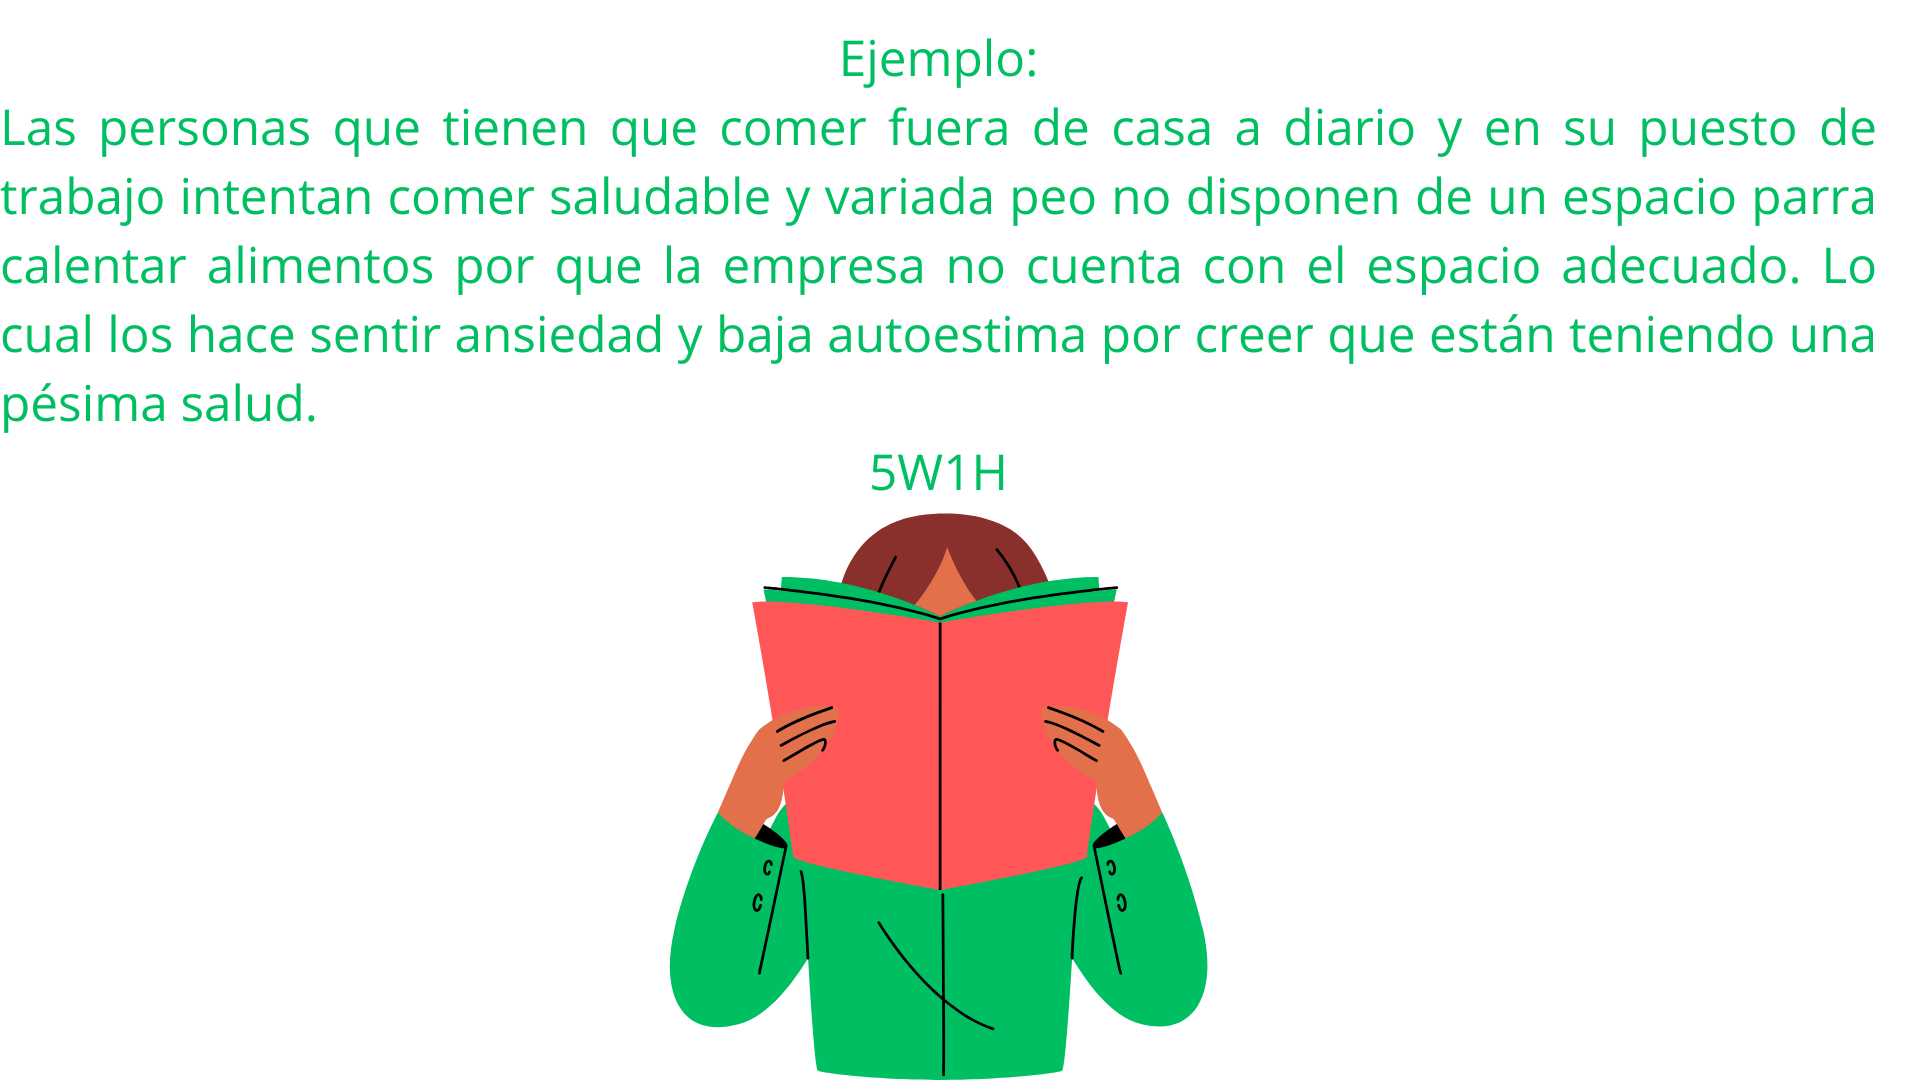 Ejemplo:
Las personas que tienen que comer fuera de casa a diario y en su puesto de
trabajo intentan comer saludable y variada peo no disponen de un espacio parra
calentar alimentos por que la empresa no cuenta con el espacio adecuado. Lo
cual los hace sentir ansiedad y baja autoestima por creer que están teniendo una
pésima salud.
5W1H